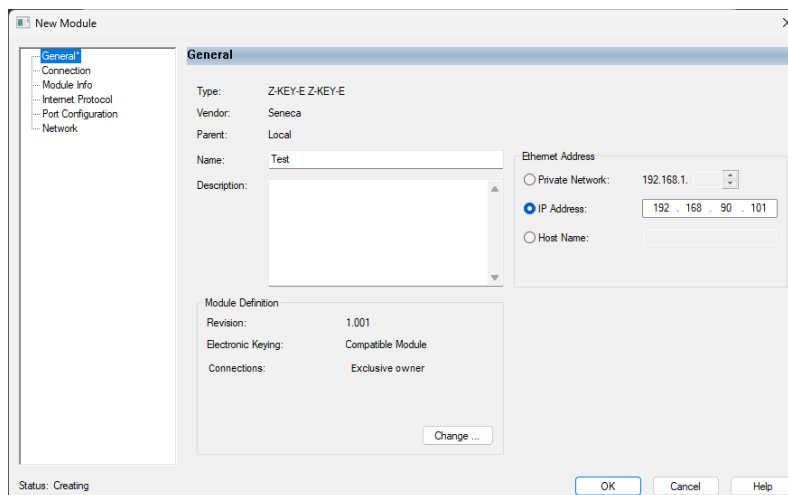 New Module
General*
Connection
Module Info
Internet Protocol
Port Configuration
Network
General
Type: Z-KEY-E Z-KEY-E
Vendor: Seneca
Parent: Local
Name: Test
Description:
Ethernet Address
Private Network: 192.168.1.
IP Address: 192 . 168 . 90 . 101
Host Name:
Module Definition
Revision: 1.001
Electronic Keying: Compatible Module
Connections: Exclusive owner
Change ...
Status: Creating
OK Cancel Help